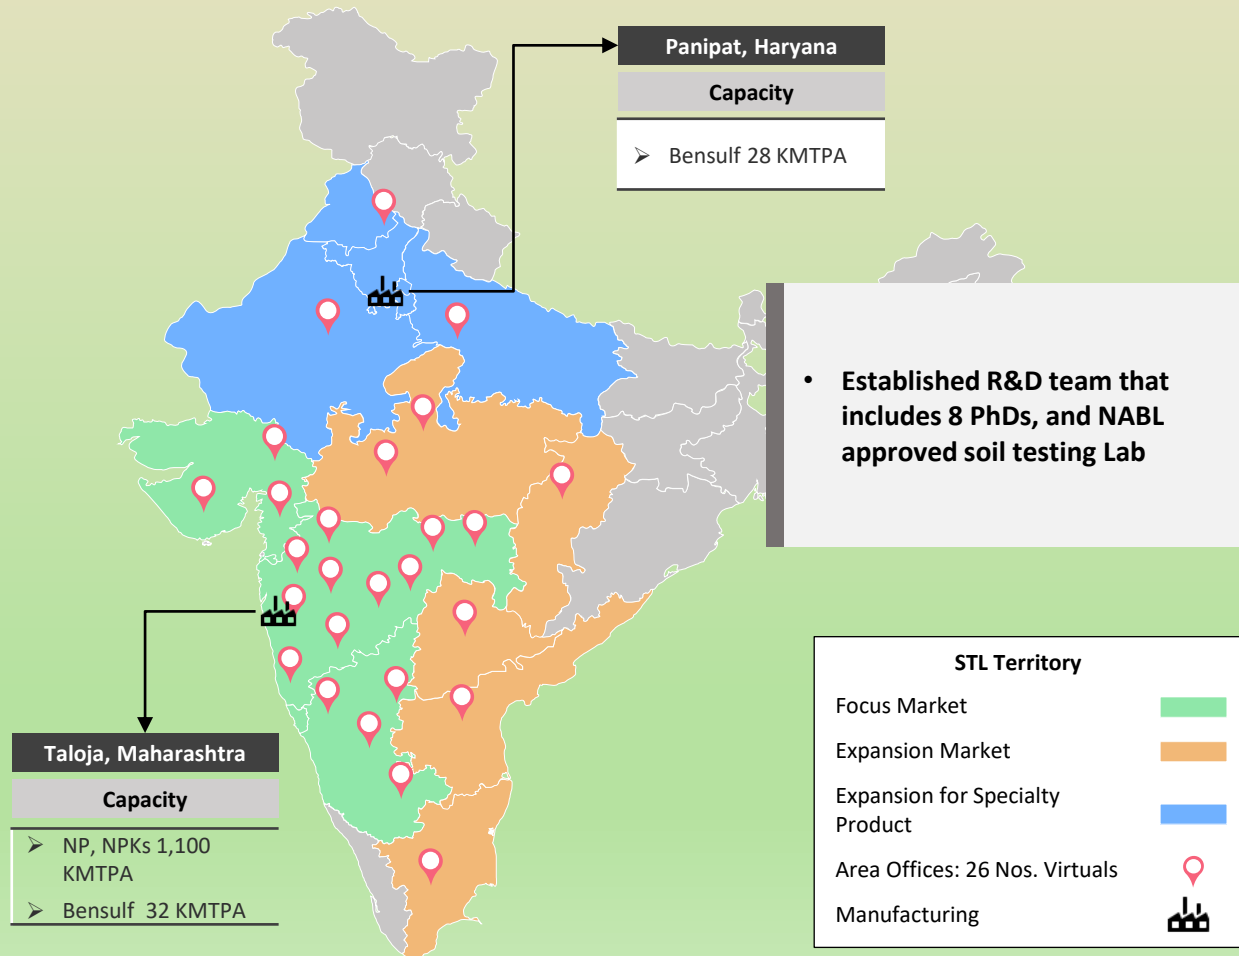 Panipat, Haryana
Capacity
➢ Bensulf 28 KMTPA
• Established R&D team that
includes 8 PhDs, and NABL
approved soil testing Lab
Taloja, Maharashtra
Capacity
➢ NP, NPKs 1,100
KMTPA
➢ Bensulf 32 KMTPA
STL Territory
Focus Market
Expansion Market
Expansion for Specialty
Product
Area Offices: 26 Nos. Virtuals
Manufacturing